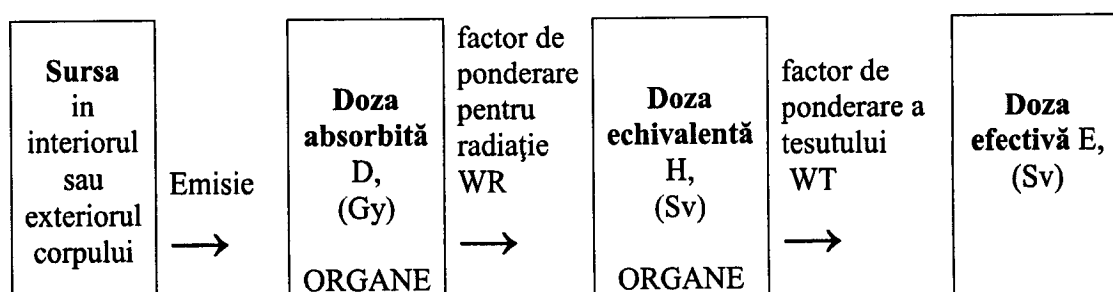 Sursa
in
interiorul
sau
exteriorul
corpului
Emisie
→
Doza
absorbită
D,
(Gy)
ORGANE
factor de
ponderare
pentru
radiaţie
WR
→
Doza
echivalentă
H,
(Sv)
ORGANE
factor de
ponderare a
tesutului
WT
→
Doza
efectivă E,
(Sv)